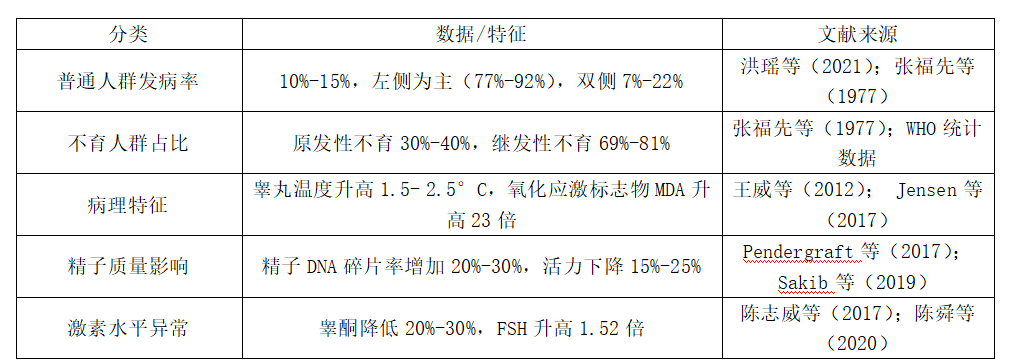 分类 数据/特征 文献来源
普通人群发病率 10%-15%，左侧为主（77%-92%），双侧 7%-22% 洪瑶等（2021）；张福先等
（1977）
不育人群占比 原发性不育 30%-40%，继发性不育 69%-81% 张福先等（1977）；WHO 统计
数据
病理特征 睾丸温度升高 1.5- 2.5° C，氧化应激标志物 MDA 升
高 23 倍 王威等（2012）； Jensen 等
（2017）
精子质量影响 精子 DNA 碎片率增加 20%-30%，活力下降 15%-25% Pendergraft 等（2017）；
Sakib 等（2019）
激素水平异常 睾酮降低 20%-30%，FSH 升高 1.52 倍 陈志威等（2017）；陈舜等
（2020）